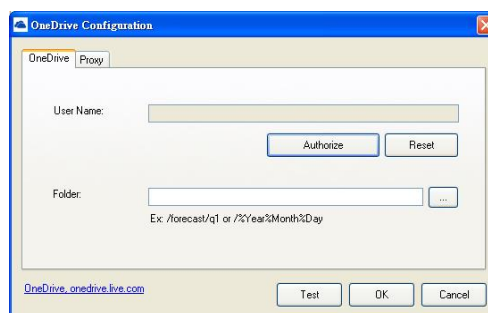 OneDrive Configuration
OneDrive Proxy
User Name:
Authorize Reset
Folder: ...
Ex: /forecast/q1 or /%Year%Month%Day
OneDrive, onedrive.live.com Test OK Cancel